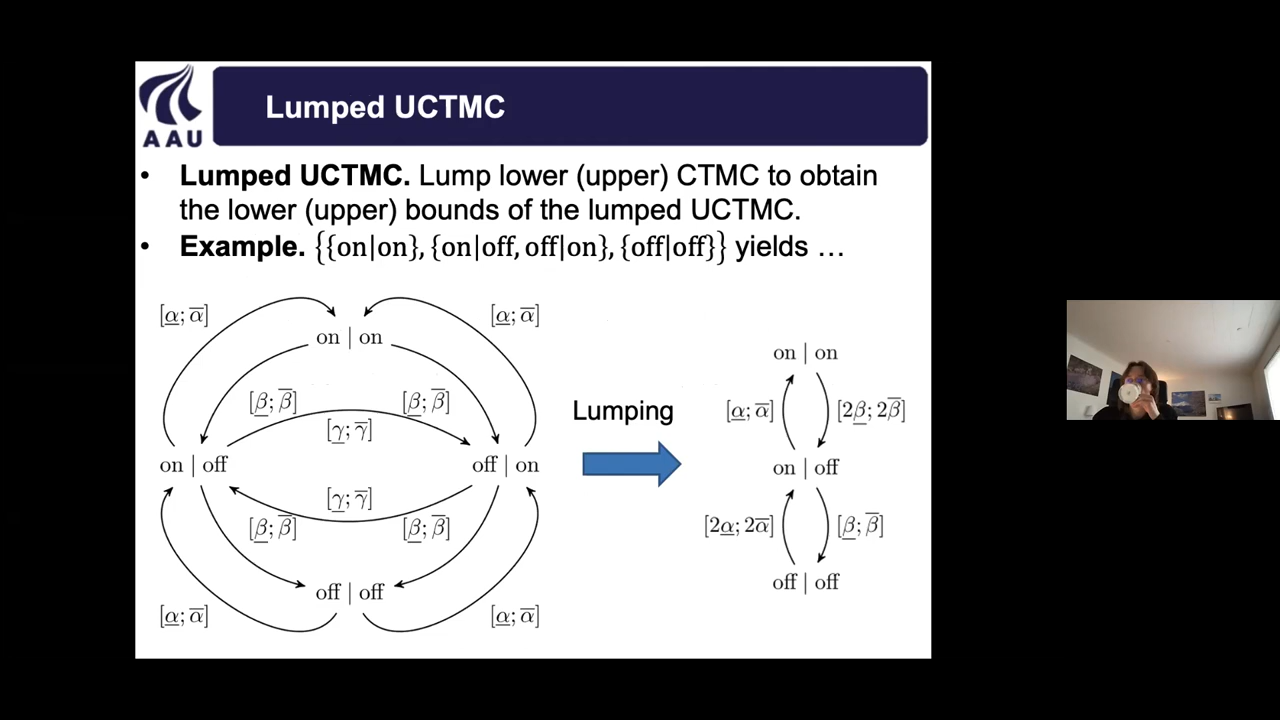 AAU
Lumped UCTMC
• Lumped UCTMC. Lump lower (upper) CTMC to obtain
the lower (upper) bounds of the lumped UCTMC.
• Example. {{on|on}, {on|off, off|on}, {off|off}} yields …
[α̲; α̅]
[α̲; α̅]
on | on
[β̲; β̅]
[β̲; β̅]
[γ̲; γ̅]
on | off
off | on
[γ̲; γ̅]
[β̲; β̅]
[β̲; β̅]
off | off
[α̲; α̅]
[α̲; α̅]
Lumping
on | on
[α̲; α̅]
[2β̲; 2β̅]
on | off
[2α̲; 2α̅]
[β̲; β̅]
off | off